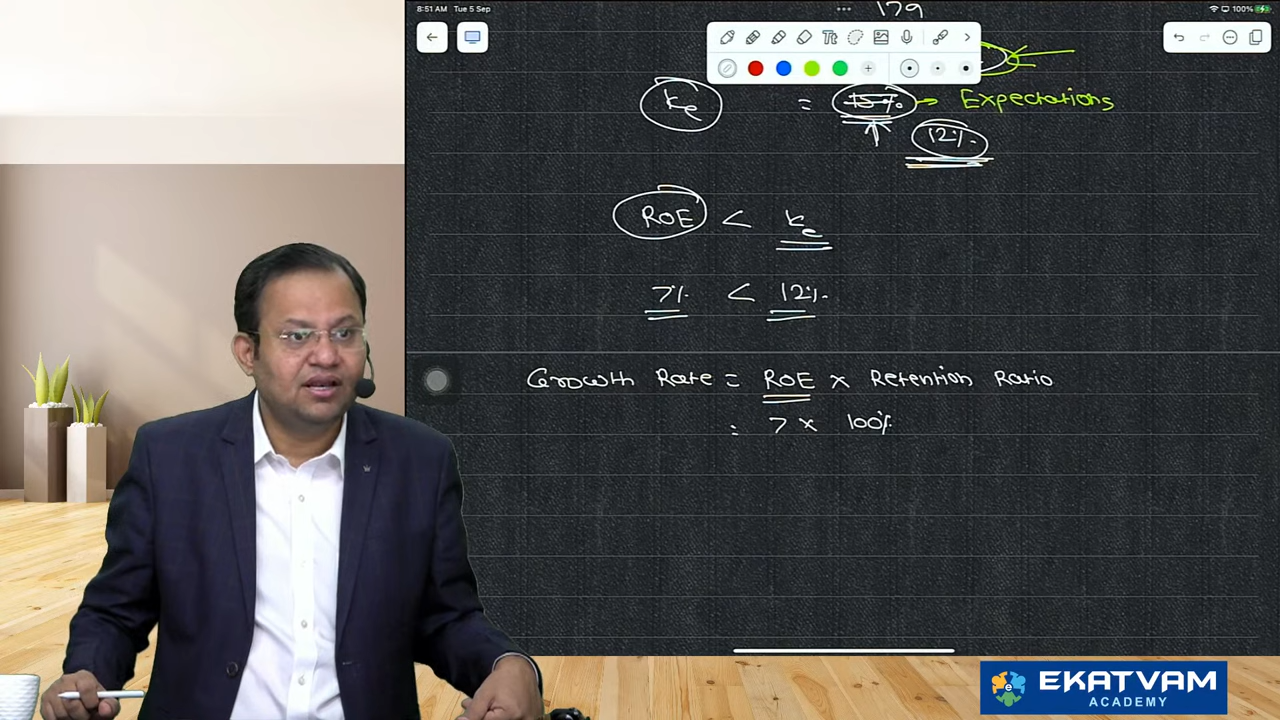 8:51 AM Tue 5 Sep
100%
179
Ke = 15%. → Expectations
12%.
ROE < Ke
7% < 12%.
Growth Rate = ROE × Retention Ratio
= 7 × 100%
EKATVAM
ACADEMY